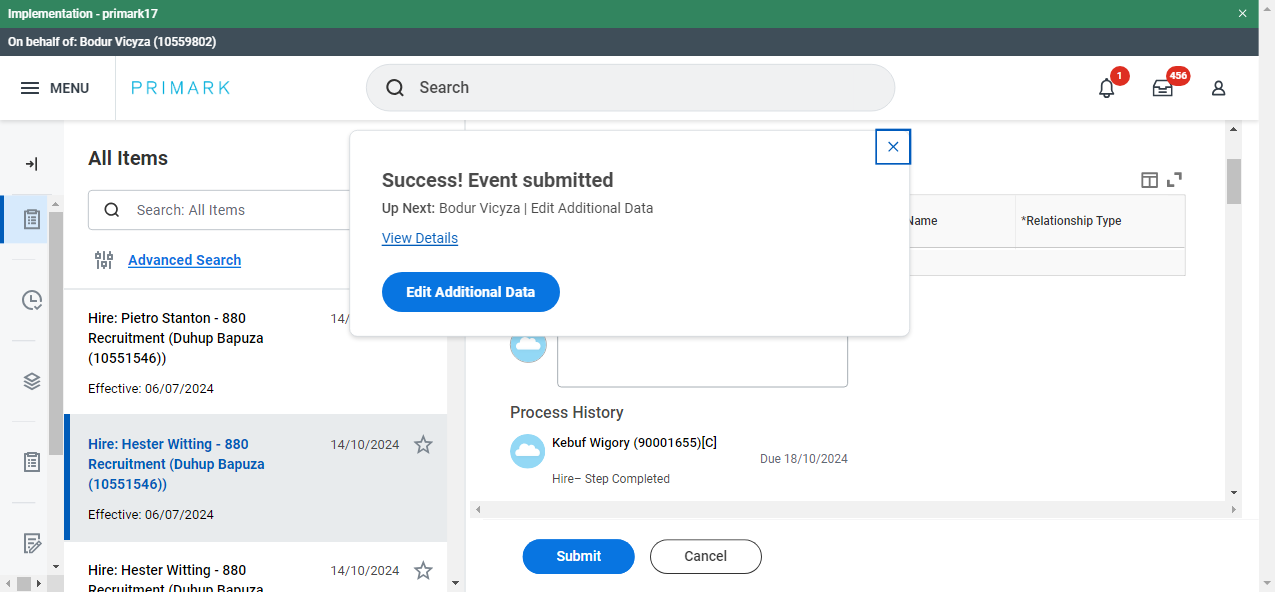 Implementation - primark17
On behalf of: Bodur Vicyza (10559802)
MENU
PRIMARK
Search
1
456
All Items
Search: All Items
Advanced Search
Hire: Pietro Stanton - 880
Recruitment (Duhup Bapuza
(10551546))
14/
Effective: 06/07/2024
Hire: Hester Witting - 880
Recruitment (Duhup Bapuza
(10551546))
14/10/2024
Effective: 06/07/2024
Hire: Hester Witting - 880
Recruitment (Duhup Bapuza
14/10/2024
Success! Event submitted
Up Next: Bodur Vicyza | Edit Additional Data
View Details
Edit Additional Data
Name
*Relationship Type
Process History
Kebuf Wigory (90001655)[C]
Due 18/10/2024
Hire– Step Completed
Submit
Cancel